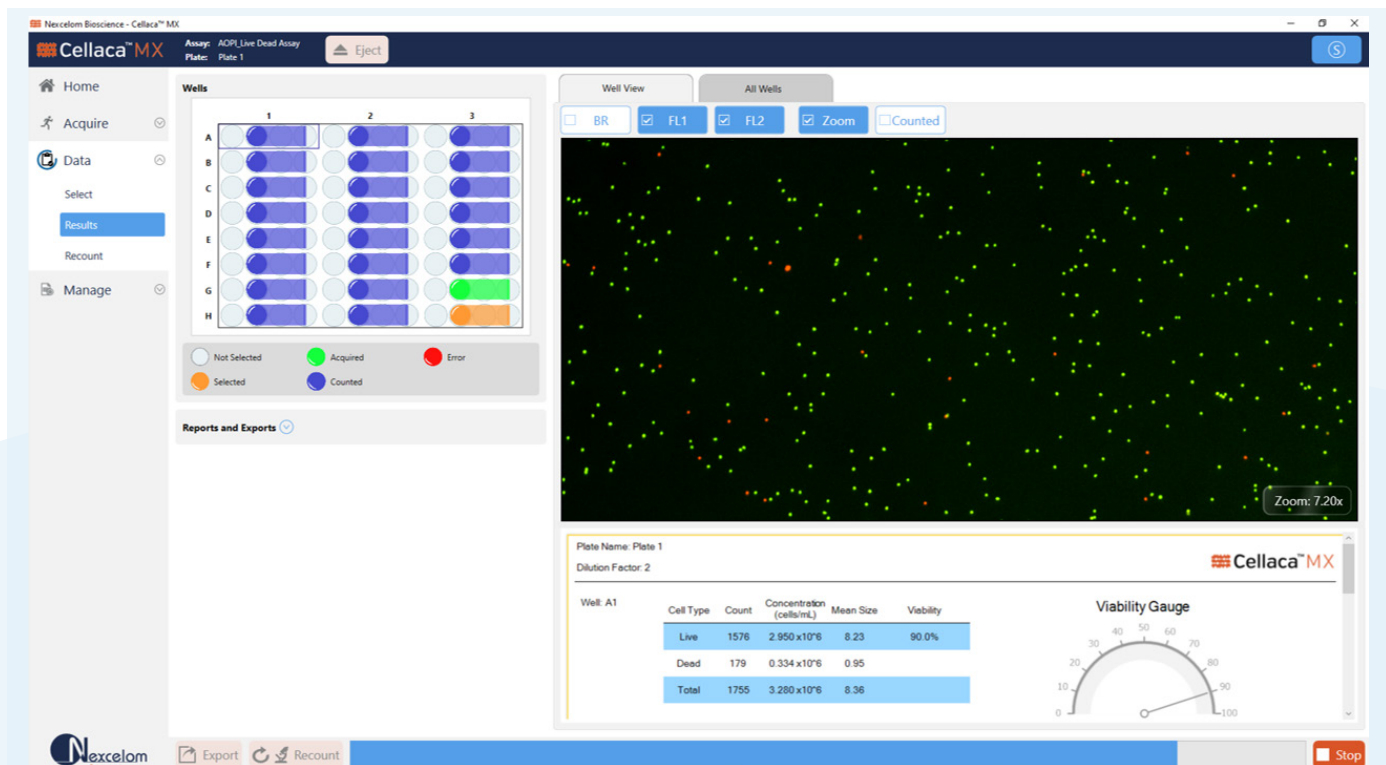 Nexcelom Bioscience - Cellaca™ MX
Cellaca™ MX
Assay: AOPI_Live Dead Assay
Plate: Plate 1
Eject
S
Home
Acquire
Data
Select
Results
Recount
Manage
Wells
1 2 3
A
B
C
D
E
F
G
H
Not Selected
Acquired
Error
Selected
Counted
Reports and Exports
Well View
All Wells
BR
FL1
FL2
Zoom
Counted
Zoom: 7.20x
Plate Name: Plate 1
Dilution Factor: 2
Cellaca™ MX
Well: A1
Cell Type Count Concentration (cells/mL) Mean Size Viability
Live 1576 2.950 x10^6 8.23 90.0%
Dead 179 0.334 x10^6 0.95
Total 1755 3.280 x10^6 8.36
Viability Gauge
0 10 20 30 40 50 60 70 80 90 100
Nexcelom
Export
Recount
Stop